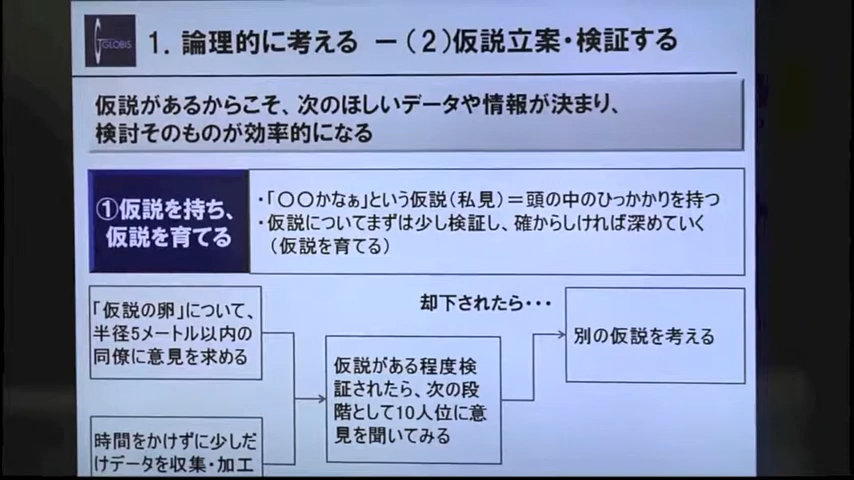 GLOBIS
1. 論理的に考える －(2)仮説立案・検証する
仮説があるからこそ、次のほしいデータや情報が決まり、
検討そのものが効率的になる
①仮説を持ち、
仮説を育てる
・「〇〇かなぁ」という仮説(私見)＝頭の中のひっかかりを持つ
・仮説についてまずは少し検証し、確からしければ深めていく
(仮説を育てる)
却下されたら・・・
「仮説の卵」について、
半径5メートル以内の
同僚に意見を求める
別の仮説を考える
仮説がある程度検
証されたら、次の段
階として10人位に意
見を聞いてみる
時間をかけずに少しだ
けデータを収集・加工